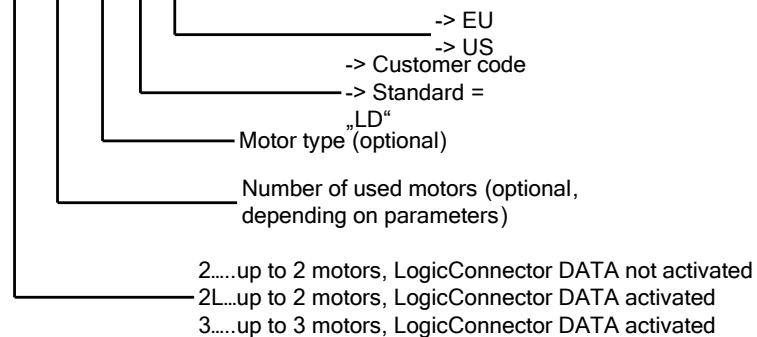 -> EU
-> US
-> Customer code
-> Standard =
„LD“
Motor type (optional)
Number of used motors (optional,
depending on parameters)
2.....up to 2 motors, LogicConnector DATA not activated
2L...up to 2 motors, LogicConnector DATA activated
3.....up to 3 motors, LogicConnector DATA activated